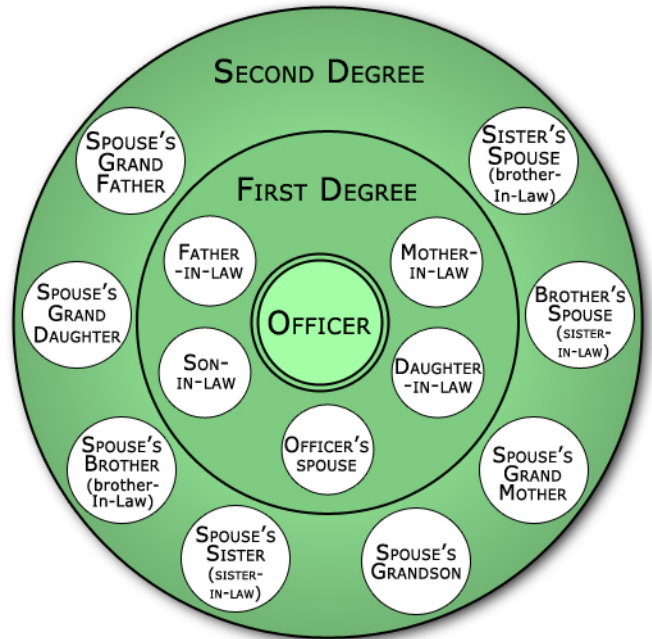 SECOND DEGREE
SPOUSE'S
GRAND
FATHER
SISTER'S
SPOUSE
(brother-
In-Law)
FIRST DEGREE
FATHER
-IN-LAW
MOTHER-
IN-LAW
SPOUSE'S
GRAND
DAUGHTER
OFFICER
BROTHER'S
SPOUSE
(SISTER-
IN-LAW)
SON-
IN-LAW
DAUGHTER
-IN-LAW
SPOUSE'S
BROTHER
(brother-
In-Law)
OFFICER'S
SPOUSE
SPOUSE'S
GRAND
MOTHER
SPOUSE'S
SISTER
(SISTER-
IN-LAW)
SPOUSE'S
GRANDSON